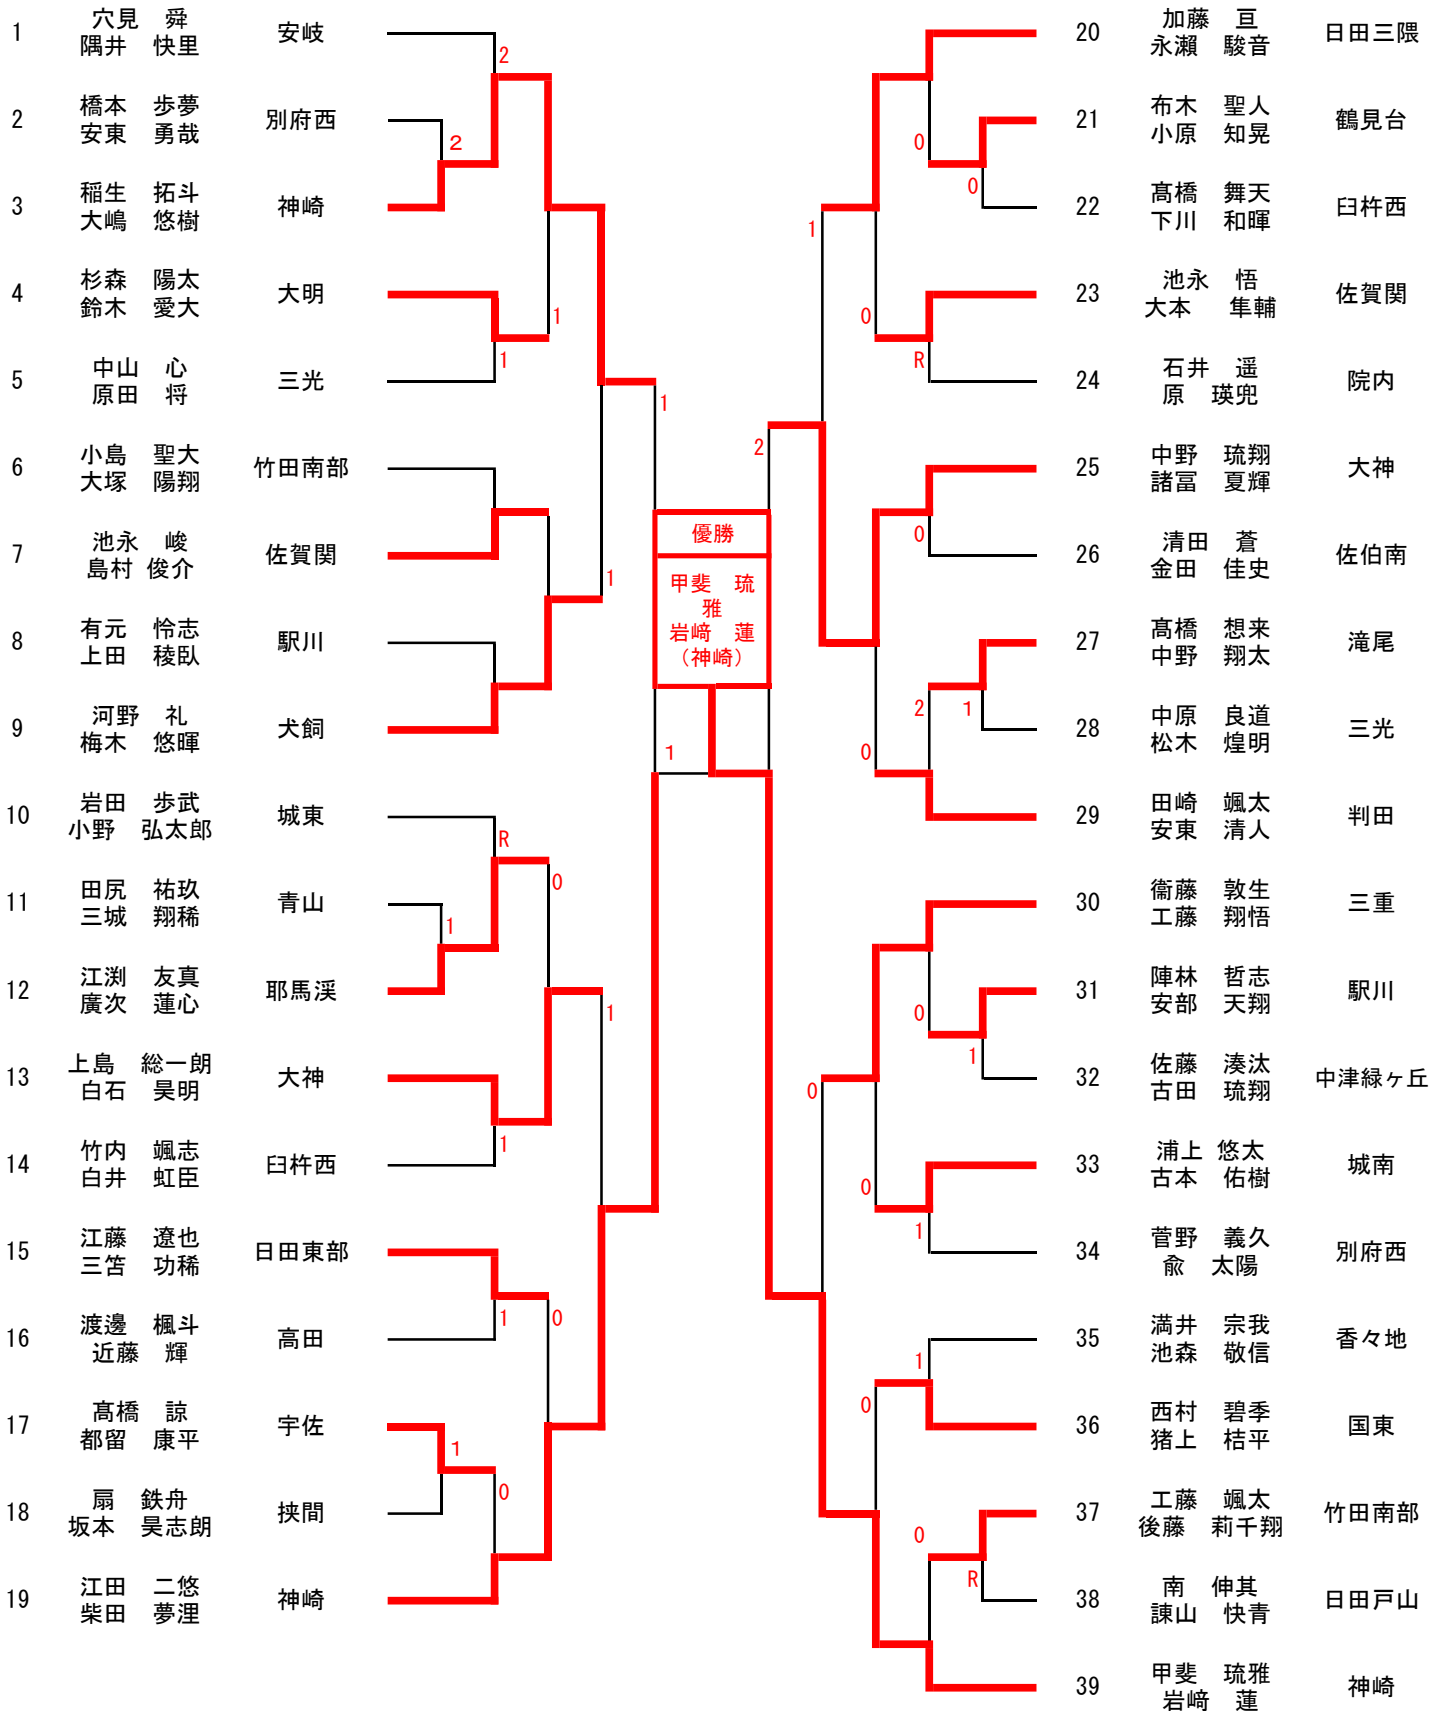 1 穴見　舜 安岐
隅井　快里
2
2 橋本　歩夢 別府西
安東　勇哉
2
3 稲生　拓斗 神崎
大嶋　悠樹
4 杉森　陽太 大明
鈴木　愛大
1
1
5 中山　心 三光
原田　将
1
6 小島　聖大 竹田南部
大塚　陽翔
7 池永　峻 佐賀関
島村 俊介
1
8 有元　怜志 駅川
上田　稜臥
9 河野　礼 犬飼
梅木　悠暉
1
10 岩田　歩武 城東
小野　弘太郎
R
0
11 田尻　祐玖 青山
三城　翔稀
1
12 江渕　友真 耶馬渓
廣次　蓮心
1
13 上島　総一朗 大神
白石　昊明
1
14 竹内　颯志 臼杵西
白井　虹臣
15 江藤　遼也 日田東部
三笘　功稀
1
0
16 渡邊　楓斗 高田
近藤　輝
17 髙橋　諒 宇佐
都留　康平
1
0
18 扇　鉄舟 挟間
坂本　昊志朗
19 江田　二悠 神崎
柴田　夢浬
優勝
甲斐　琉
雅
岩﨑　蓮
（神崎）
20 加藤　亘 日田三隈
永瀬　駿音
21 布木　聖人 鶴見台
小原　知晃
0
0
22 髙橋　舞天 臼杵西
下川　和暉
1
23 池永　悟 佐賀関
大本　隼輔
0
R
24 石井　遥 院内
原　瑛兜
2
25 中野　琉翔 大神
諸冨　夏輝
0
26 清田　蒼 佐伯南
金田　佳史
27 髙橋　想来 滝尾
中野　翔太
2
1
28 中原　良道 三光
松木　煌明
0
29 田崎　颯太 判田
安東　清人
30 衞藤　敦生 三重
工藤　翔悟
31 陣林　哲志 駅川
安部　天翔
0
1
32 佐藤　湊汰 中津緑ヶ丘
古田　琉翔
0
33 浦上 悠太 城南
古本　佑樹
0
1
34 菅野　義久 別府西
兪　太陽
35 満井　宗我 香々地
池森　敬信
1
0
36 西村　碧季 国東
猪上　桔平
37 工藤　颯太 竹田南部
後藤　莉千翔
0
R
38 南　伸其 日田戸山
諌山　快青
39 甲斐　琉雅 神崎
岩﨑　蓮